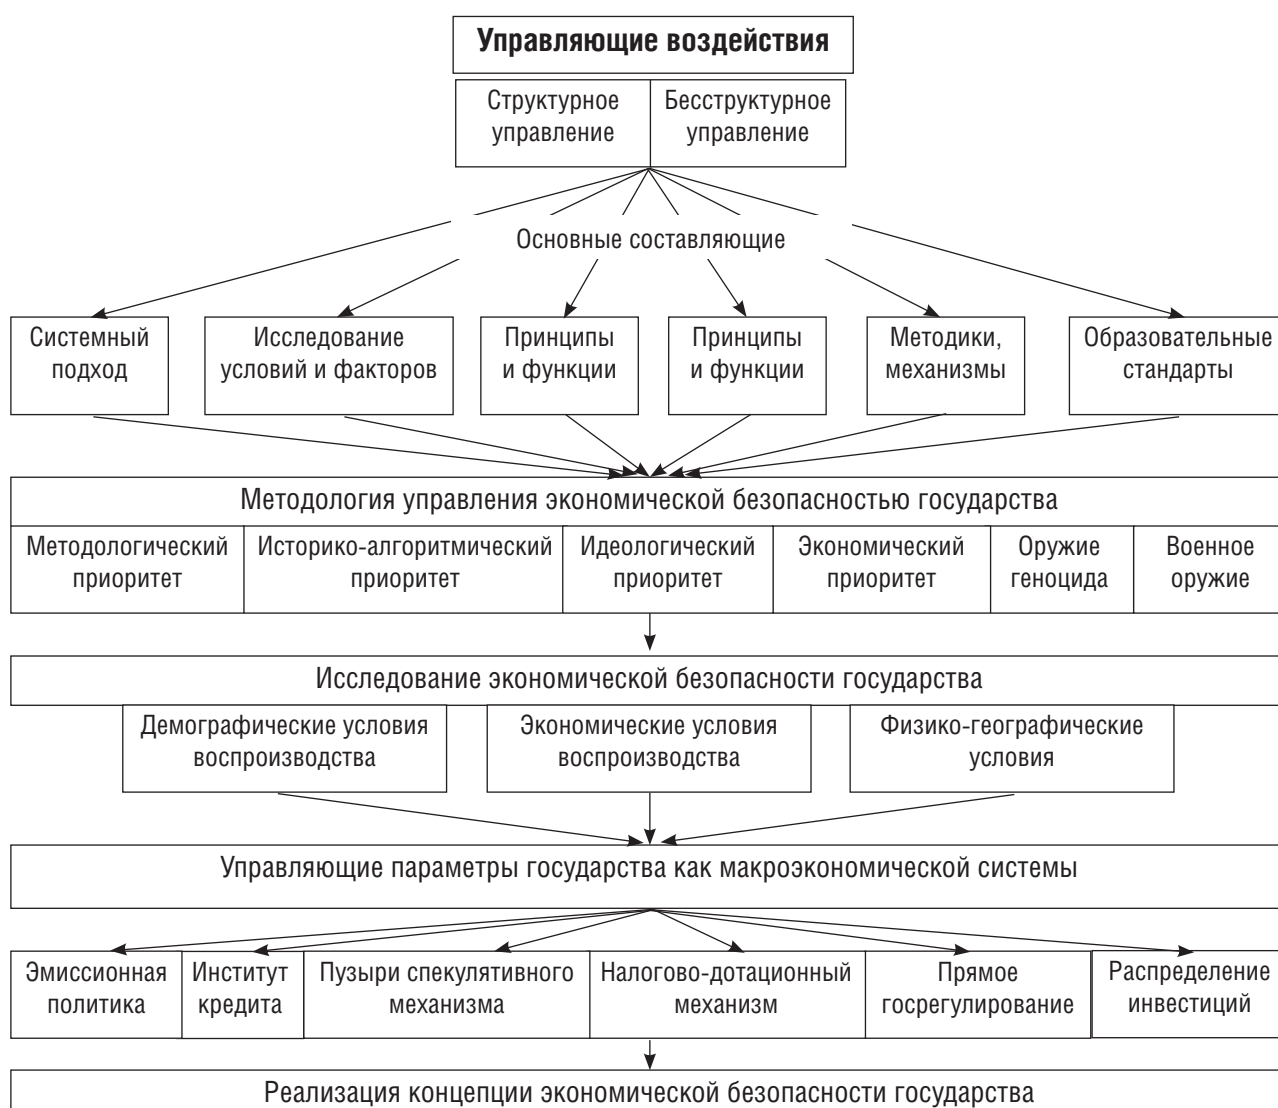 Управляющие воздействия
Структурное
управление
Бесструктурное
управление
Основные составляющие
Системный
подход
Исследование
условий и факторов
Принципы
и функции
Принципы
и функции
Методики,
механизмы
Образовательные
стандарты
Методология управления экономической безопасностью государства
Методологический
приоритет
Историко-алгоритмический
приоритет
Идеологический
приоритет
Экономический
приоритет
Оружие
геноцида
Военное
оружие
Исследование экономической безопасности государства
Демографические условия
воспроизводства
Экономические условия
воспроизводства
Физико-географические
условия
Управляющие параметры государства как макроэкономической системы
Эмиссионная
политика
Институт
кредита
Пузыри спекулятивного
механизма
Налогово-дотационный
механизм
Прямое
госрегулирование
Распределение
инвестиций
Реализация концепции экономической безопасности государства